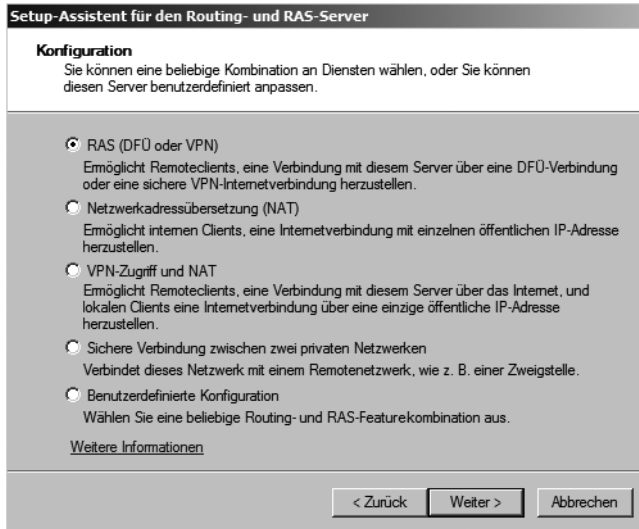 Setup-Assistent für den Routing- und RAS-Server
Konfiguration
Sie können eine beliebige Kombination an Diensten wählen, oder Sie können
diesen Server benutzerdefiniert anpassen.
RAS (DFÜ oder VPN)
Ermöglicht Remoteclients, eine Verbindung mit diesem Server über eine DFÜ-Verbindung
oder eine sichere VPN-Internetverbindung herzustellen.
Netzwerkadressübersetzung (NAT)
Ermöglicht internen Clients, eine Internetverbindung mit einzelnen öffentlichen IP-Adresse
herzustellen.
VPN-Zugriff und NAT
Ermöglicht Remoteclients, eine Verbindung mit diesem Server über das Internet, und
lokalen Clients eine Internetverbindung über eine einzige öffentliche IP-Adresse
herzustellen.
Sichere Verbindung zwischen zwei privaten Netzwerken
Verbindet dieses Netzwerk mit einem Remotenetzwerk, wie z. B. einer Zweigstelle.
Benutzerdefinierte Konfiguration
Wählen Sie eine beliebige Routing- und RAS-Featurekombination aus.
Weitere Informationen
< Zurück Weiter > Abbrechen